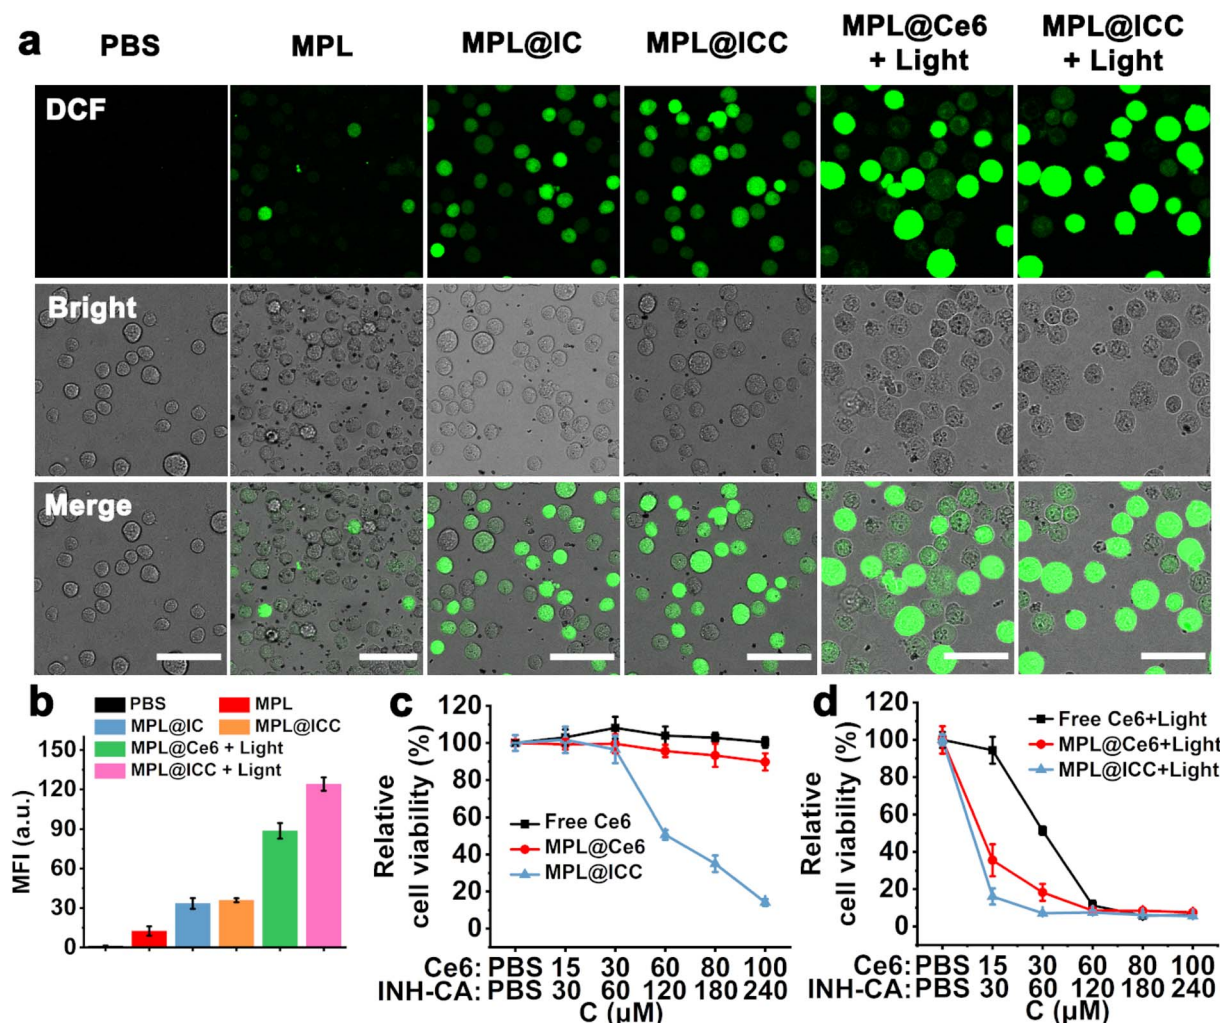 a
PBS
MPL
MPL@IC
MPL@ICC
MPL@Ce6
+ Light
MPL@ICC
+ Light
DCF
Bright
Merge
b
PBS
MPL
MPL@IC
MPL@ICC
MPL@Ce6 + Light
MPL@ICC + Lignt
MFI (a.u.)
150
120
90
60
30
0
c
Relative
cell viability (%)
120
100
80
60
40
20
0
Free Ce6
MPL@Ce6
MPL@ICC
Ce6: PBS 15 30 60 80 100
INH-CA: PBS 30 60 120 180 240
C (μM)
d
Relative
cell viability (%)
120
100
80
60
40
20
0
Free Ce6+Light
MPL@Ce6+Light
MPL@ICC+Light
Ce6: PBS 15 30 60 80 100
INH-CA: PBS 30 60 120 180 240
C (μM)